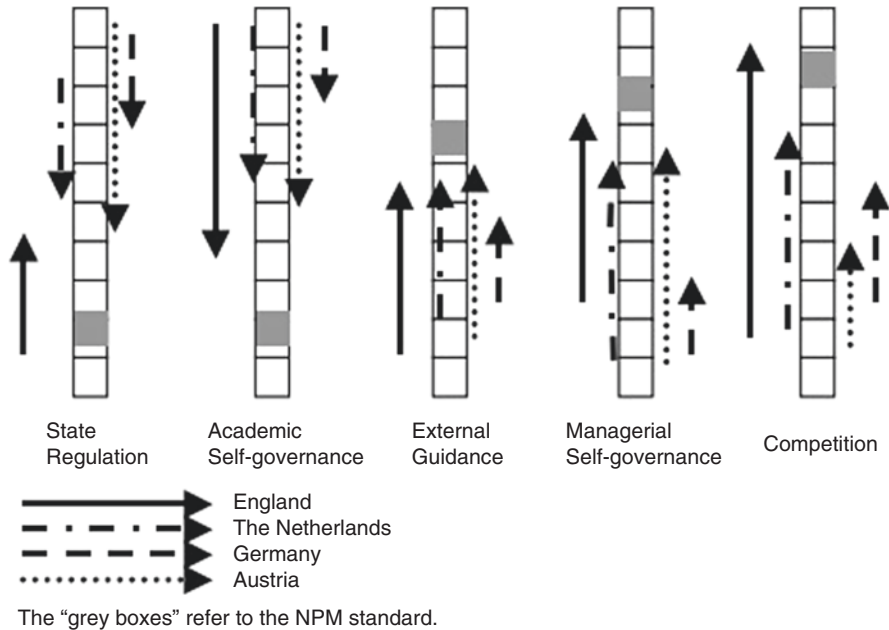 State
Regulation
Academic
Self-governance
External
Guidance
Managerial
Self-governance
Competition
England
The Netherlands
Germany
Austria
The “grey boxes” refer to the NPM standard.